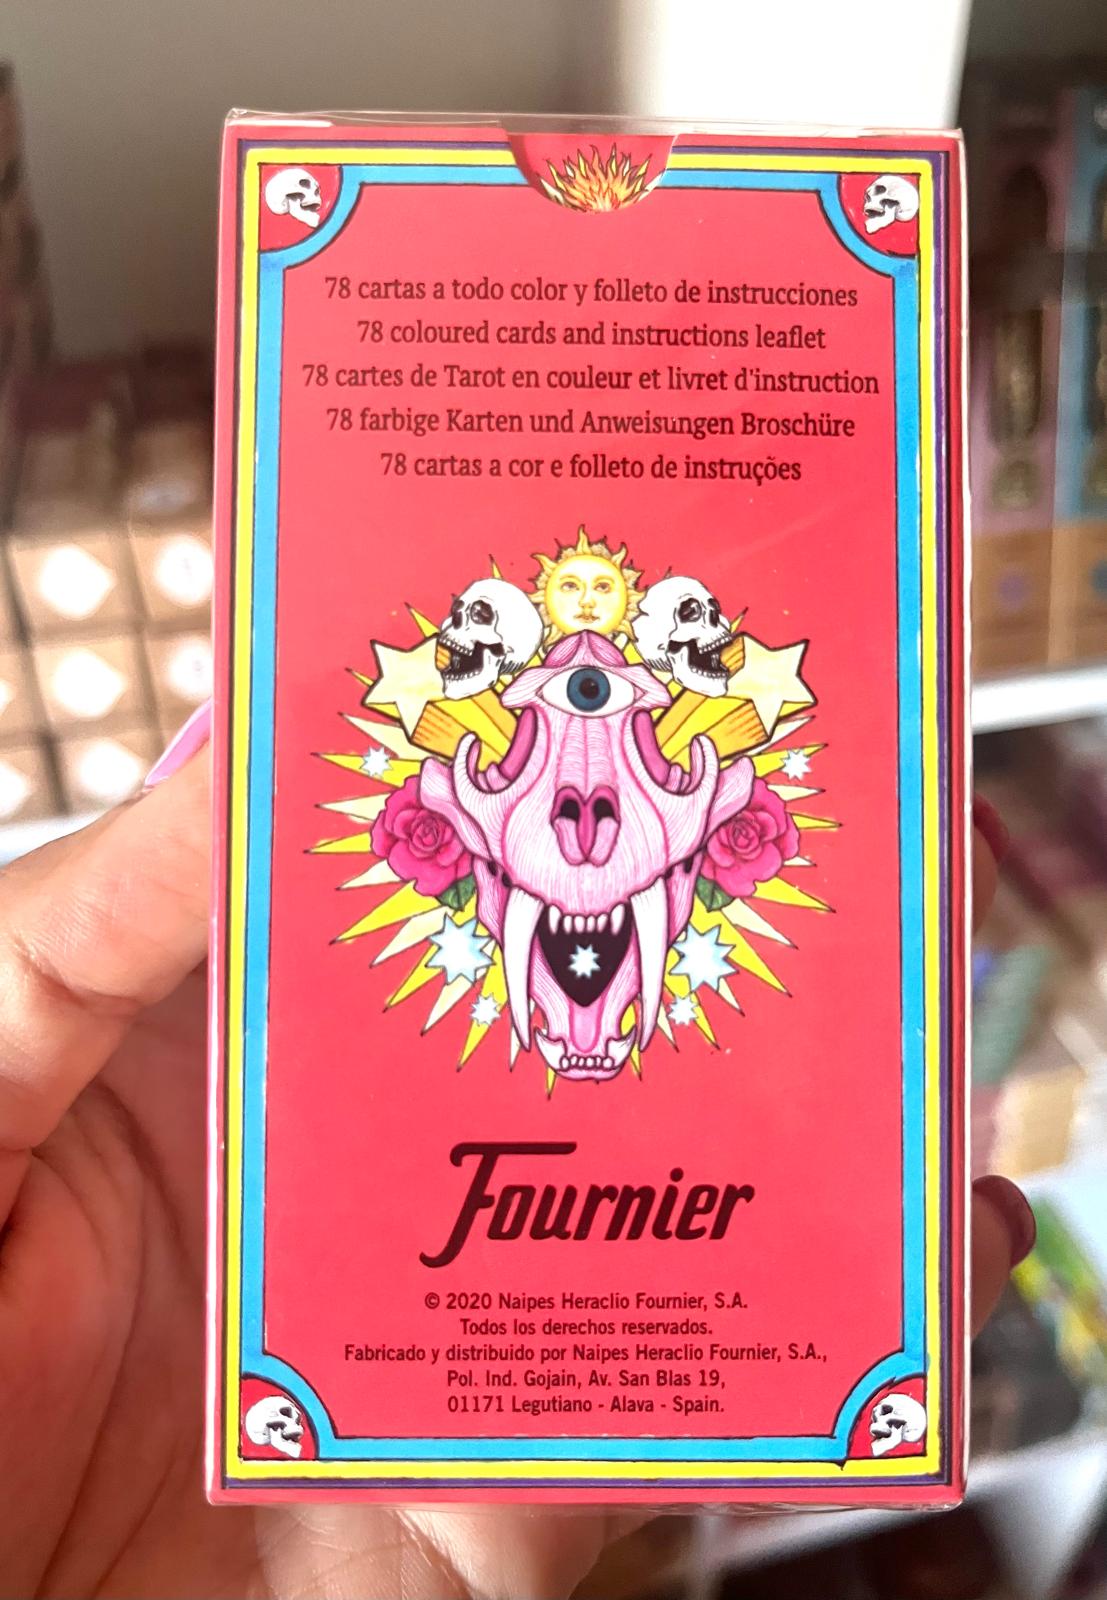 78 cartas a todo color y folleto de instrucciones
78 coloured cards and instructions leaflet
78 cartes de Tarot en couleur et livret d'instruction
78 farbige Karten und Anweisungen Broschüre
78 cartas a cor e folleto de instruções
Fournier
© 2020 Naipes Heraclio Fournier, S.A.
Todos los derechos reservados.
Fabricado y distribuido por Naipes Heraclio Fournier, S.A.,
Pol. Ind. Gojain, Av. San Blas 19,
01171 Legutiano - Alava - Spain.